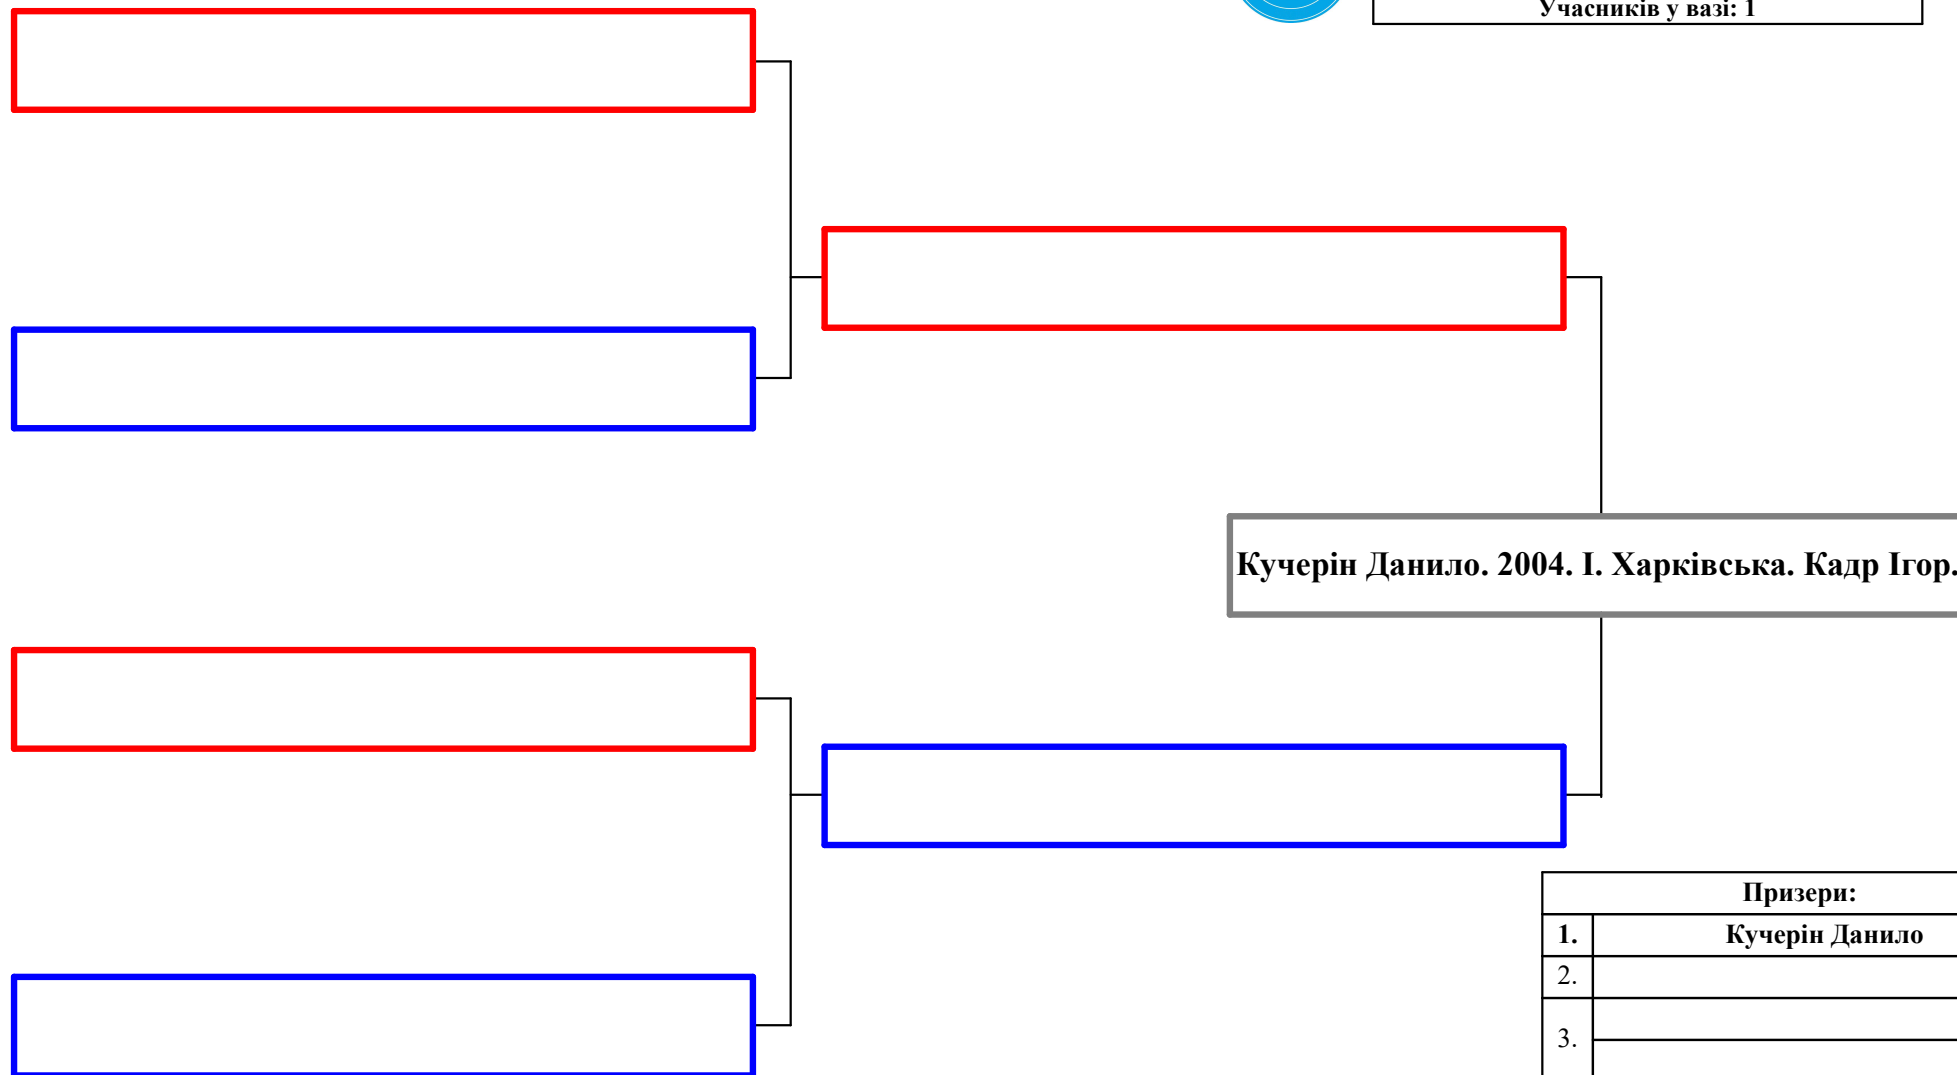 Учасників у вазі: 1
Кучерін Данило. 2004. І. Харківська. Кадр Ігор.
Призери:
1. Кучерін Данило
2.
3.